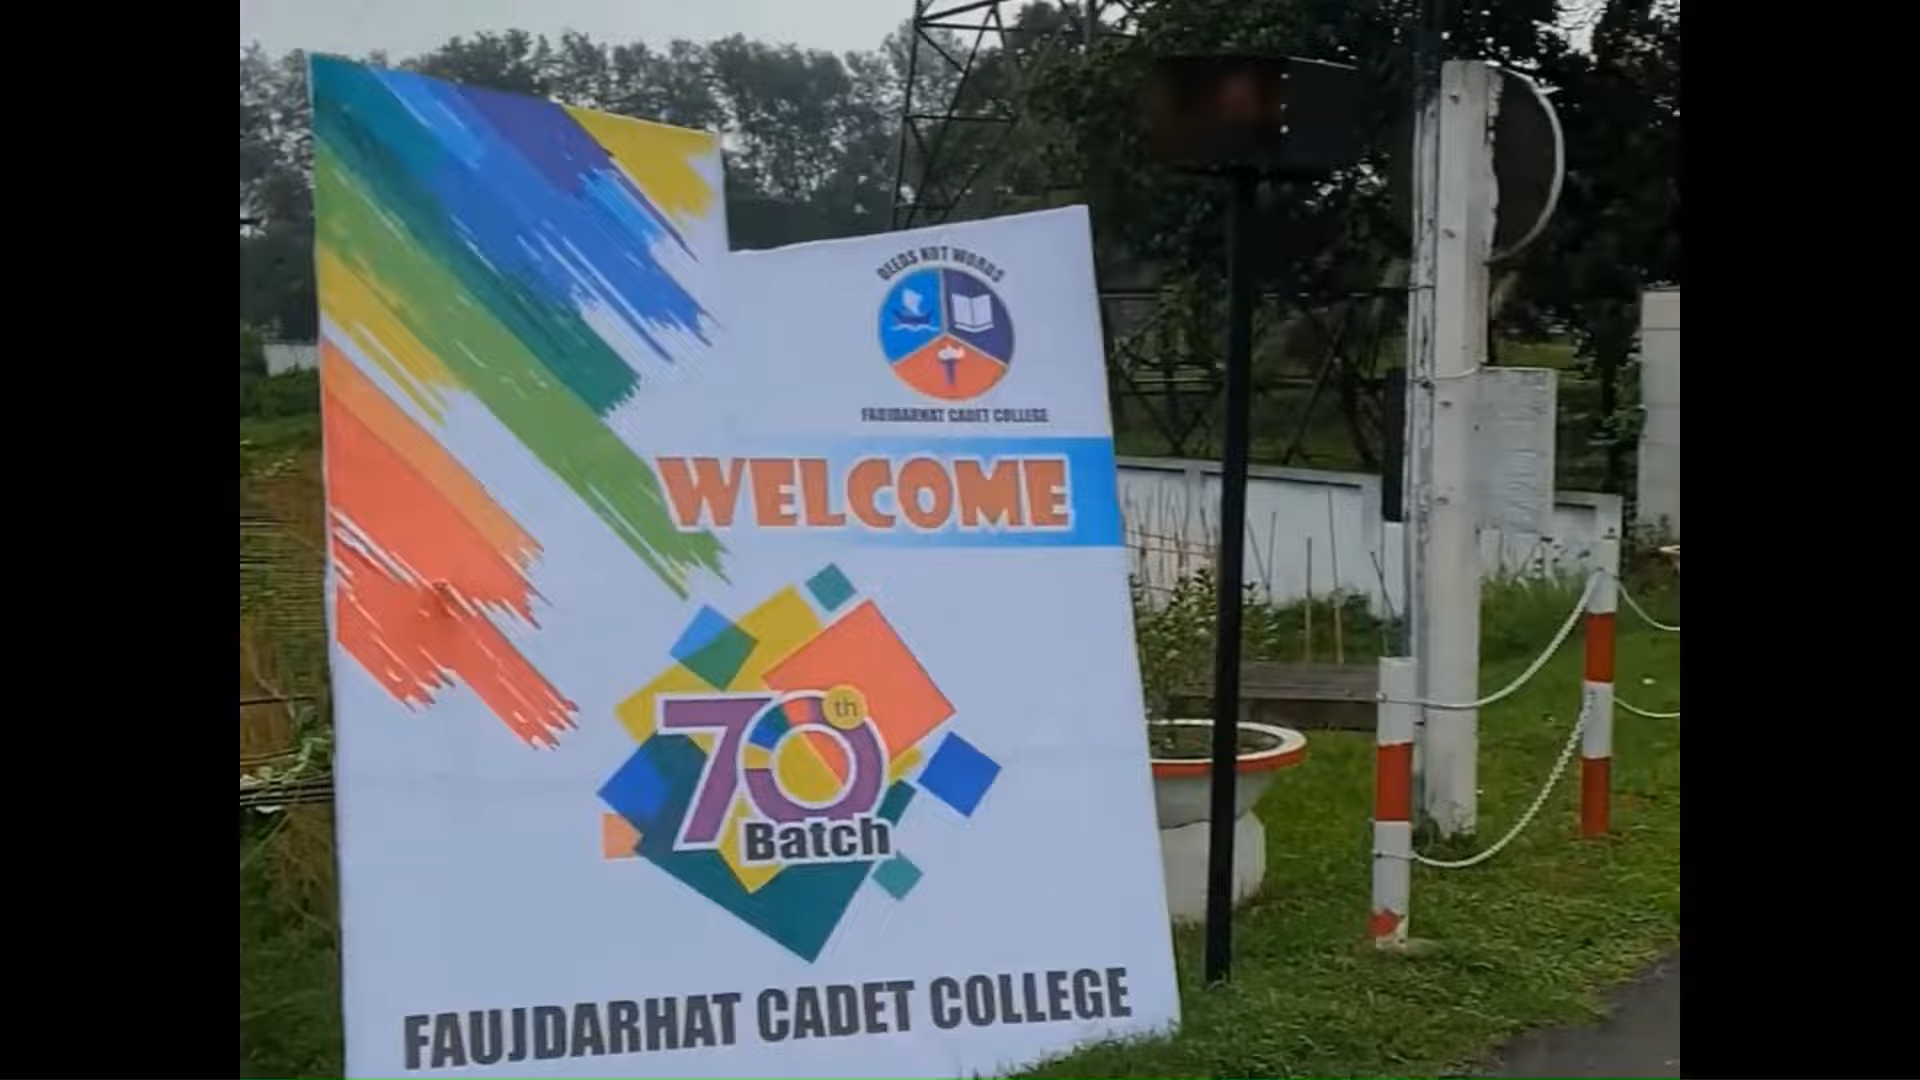 DEEDS NOT WORDS
FAUJDARHAT CADET COLLEGE
WELCOME
70th
Batch
FAUJDARHAT CADET COLLEGE